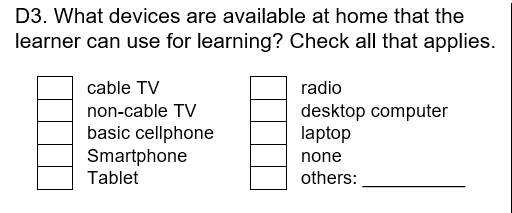 D3. What devices are available at home that the
learner can use for learning? Check all that applies.
cable TV
non-cable TV
basic cellphone
Smartphone
Tablet
radio
desktop computer
laptop
none
others: ___________